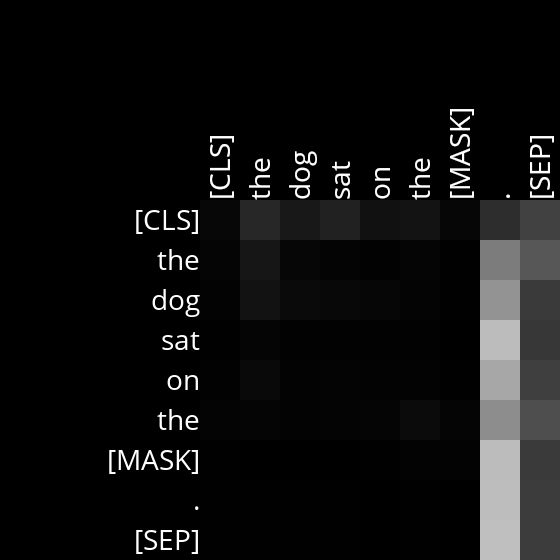 [CLS] the dog sat on the [MASK] . [SEP]
[CLS]
the
dog
sat
on
the
[MASK]
.
[SEP]